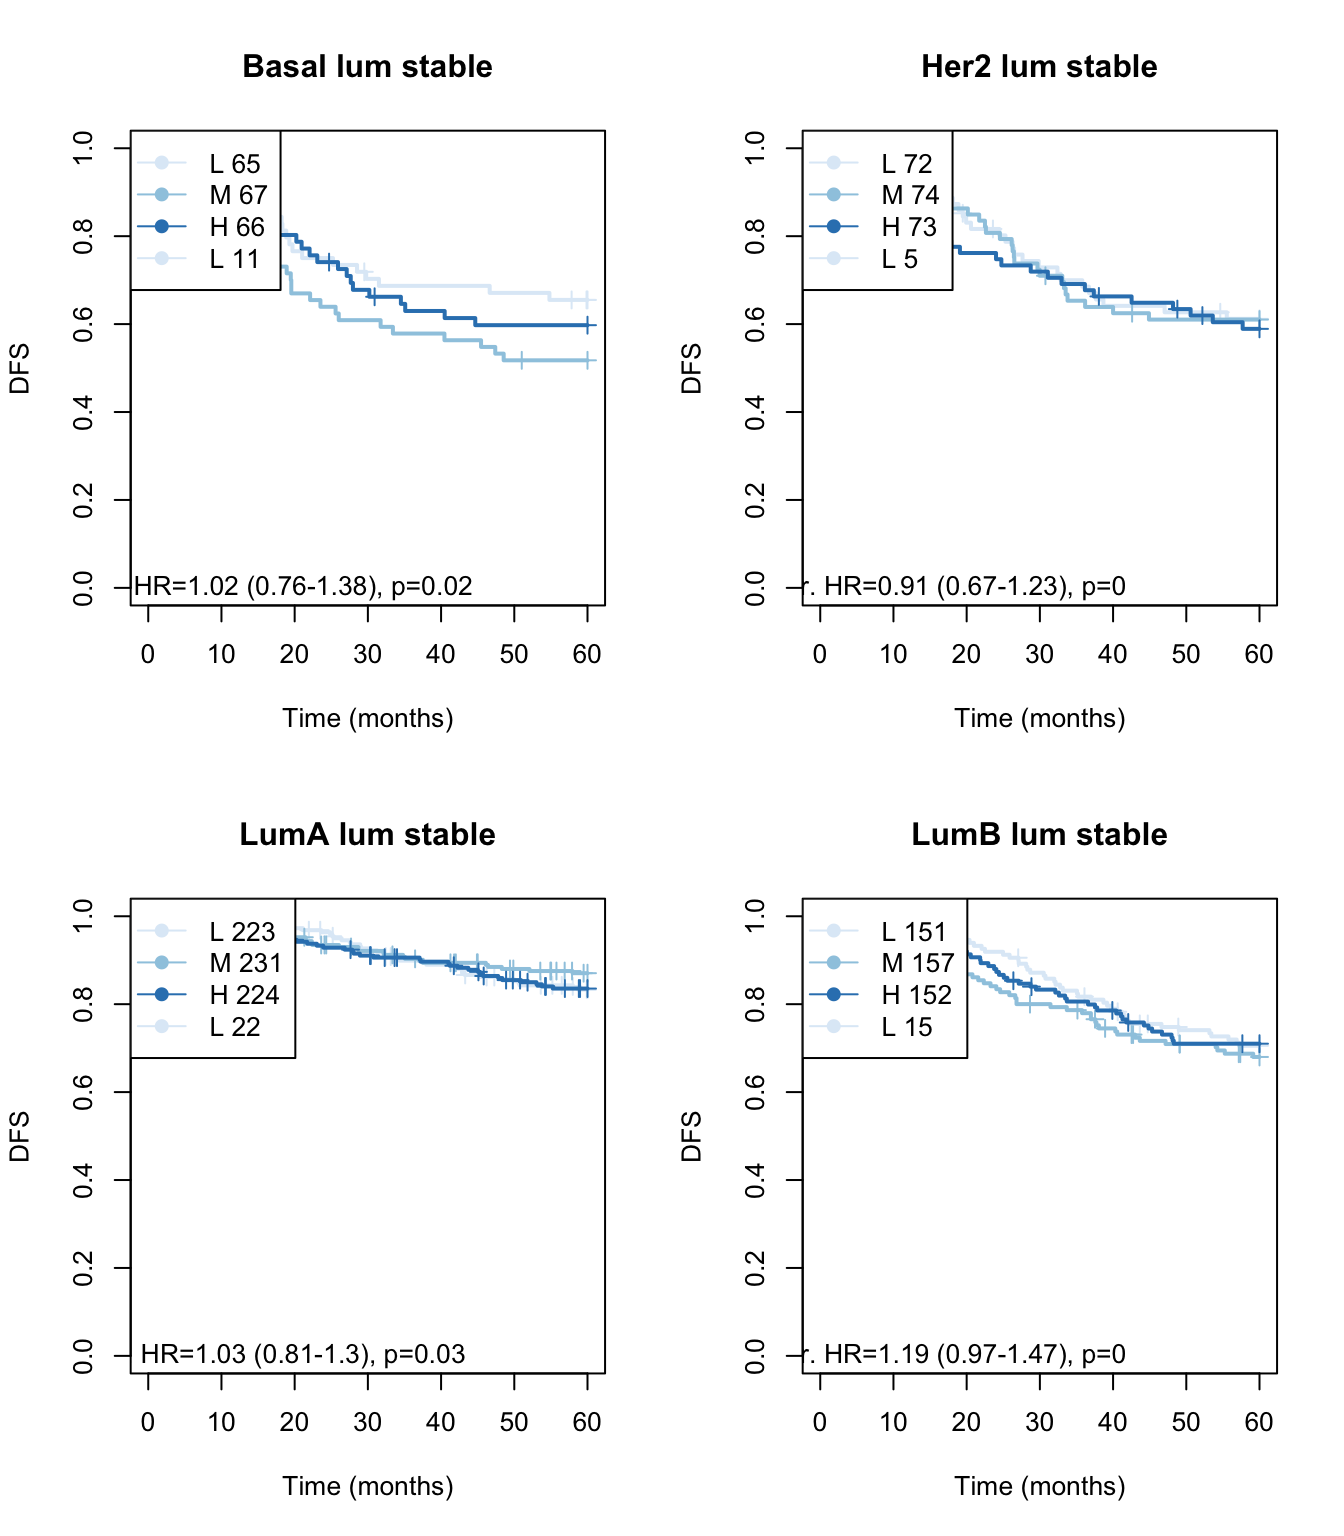 Basal lum stable
1.0
0.8
0.6
0.4
0.2
0.0
DFS
L 65
M 67
H 66
L 11
HR=1.02 (0.76-1.38), p=0.02
0 10 20 30 40 50 60
Time (months)
Her2 lum stable
1.0
0.8
0.6
0.4
0.2
0.0
DFS
L 72
M 74
H 73
L 5
r. HR=0.91 (0.67-1.23), p=0
0 10 20 30 40 50 60
Time (months)
LumA lum stable
1.0
0.8
0.6
0.4
0.2
0.0
DFS
L 223
M 231
H 224
L 22
HR=1.03 (0.81-1.3), p=0.03
0 10 20 30 40 50 60
Time (months)
LumB lum stable
1.0
0.8
0.6
0.4
0.2
0.0
DFS
L 151
M 157
H 152
L 15
r. HR=1.19 (0.97-1.47), p=0
0 10 20 30 40 50 60
Time (months)